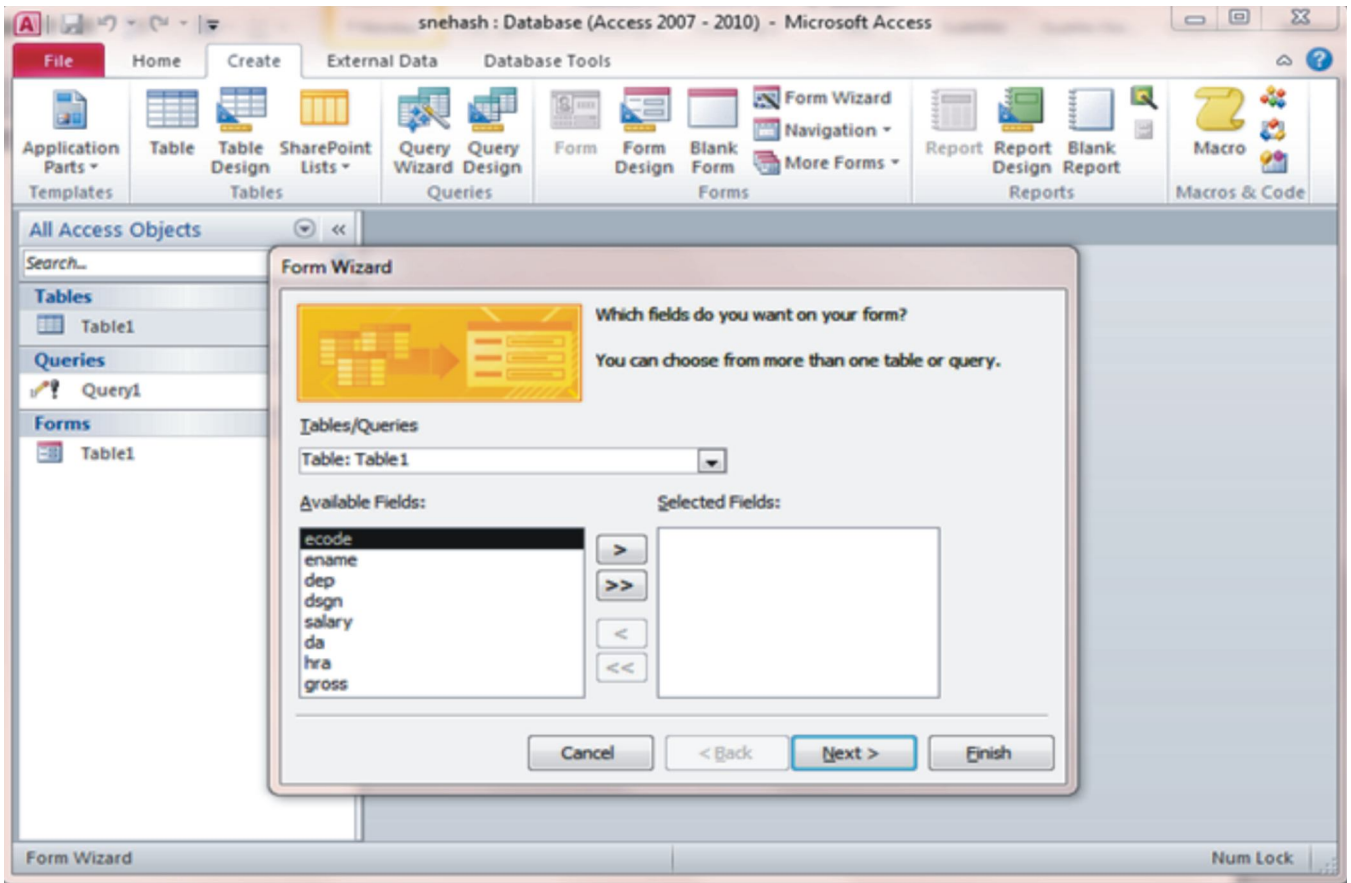 snehash : Database (Access 2007 - 2010) - Microsoft Access
File Home Create External Data Database Tools
Application Parts
Templates
Table
Table Design
SharePoint Lists
Tables
Query Wizard
Query Design
Queries
Form
Form Design
Blank Form
Form Wizard
Navigation
More Forms
Forms
Report
Report Design
Blank Report
Reports
Macro
Macros & Code
All Access Objects
Search...
Tables
Table1
Queries
Query1
Forms
Table1
Form Wizard
Which fields do you want on your form?
You can choose from more than one table or query.
Tables/Queries
Table: Table1
Available Fields:
Selected Fields:
ecode
ename
dep
dsgn
salary
da
hra
gross
>
>>
<
<<
Cancel < Back Next > Finish
Form Wizard Num Lock